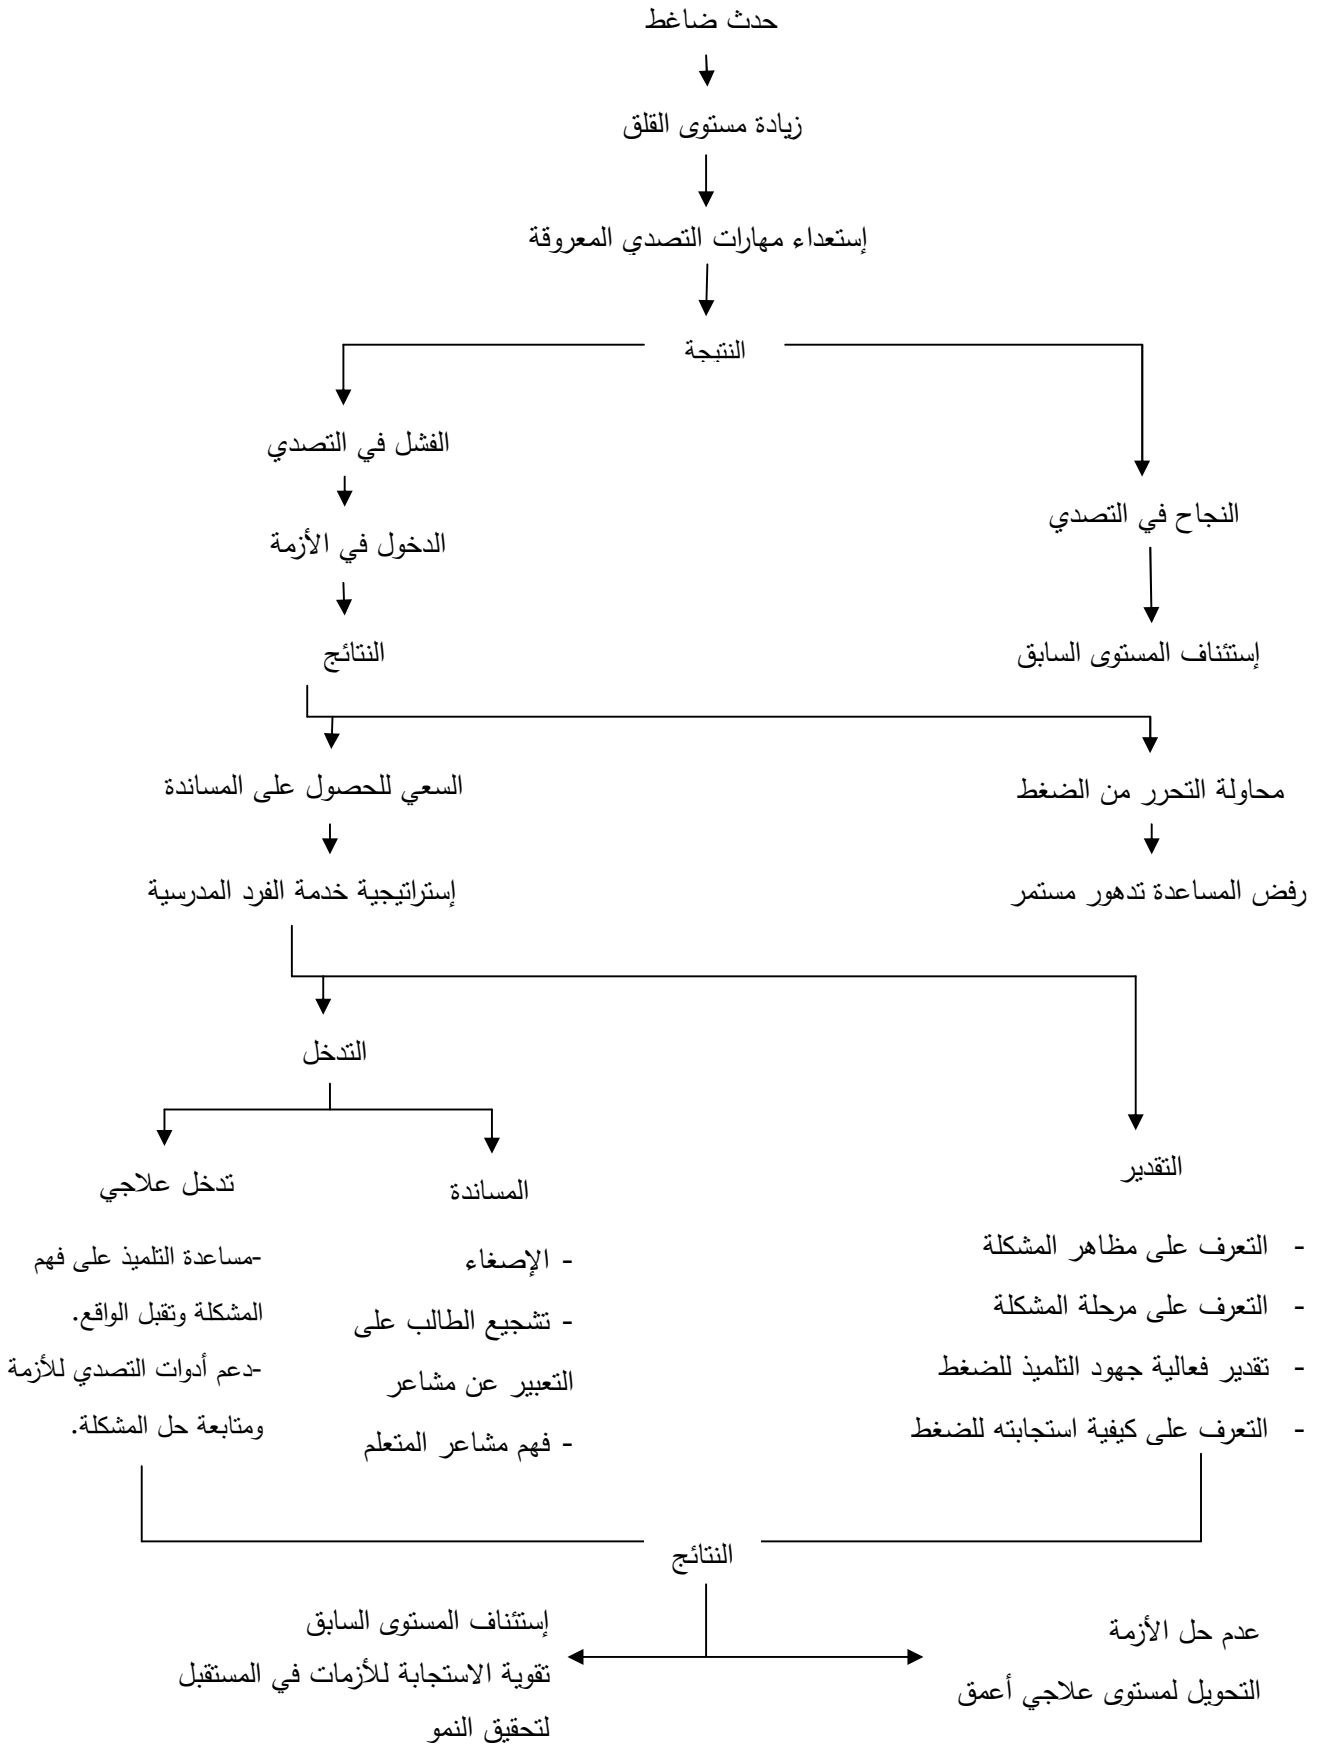 حدث ضاغط
زيادة مستوى القلق
إستعداء مهارات التصدي المعروقة
النتيجة
الفشل في التصدي
النجاح في التصدي
الدخول في الأزمة
إستئناف المستوى السابق
النتائج
محاولة التحرر من الضغط
السعي للحصول على المساندة
رفض المساعدة تدهور مستمر
إستراتيجية خدمة الفرد المدرسية
التدخل
التقدير
المساندة
تدخل علاجي
- التعرف على مظاهر المشكلة
- التعرف على مرحلة المشكلة
- تقدير فعالية جهود التلميذ للضغط
- التعرف على كيفية استجابته للضغط
- الإصغاء
- تشجيع الطالب على
التعبير عن مشاعر
- فهم مشاعر المتعلم
-مساعدة التلميذ على فهم
المشكلة وتقبل الواقع.
-دعم أدوات التصدي للأزمة
ومتابعة حل المشكلة.
النتائج
عدم حل الأزمة
التحويل لمستوى علاجي أعمق
إستئناف المستوى السابق
تقوية الاستجابة للأزمات في المستقبل
لتحقيق النمو